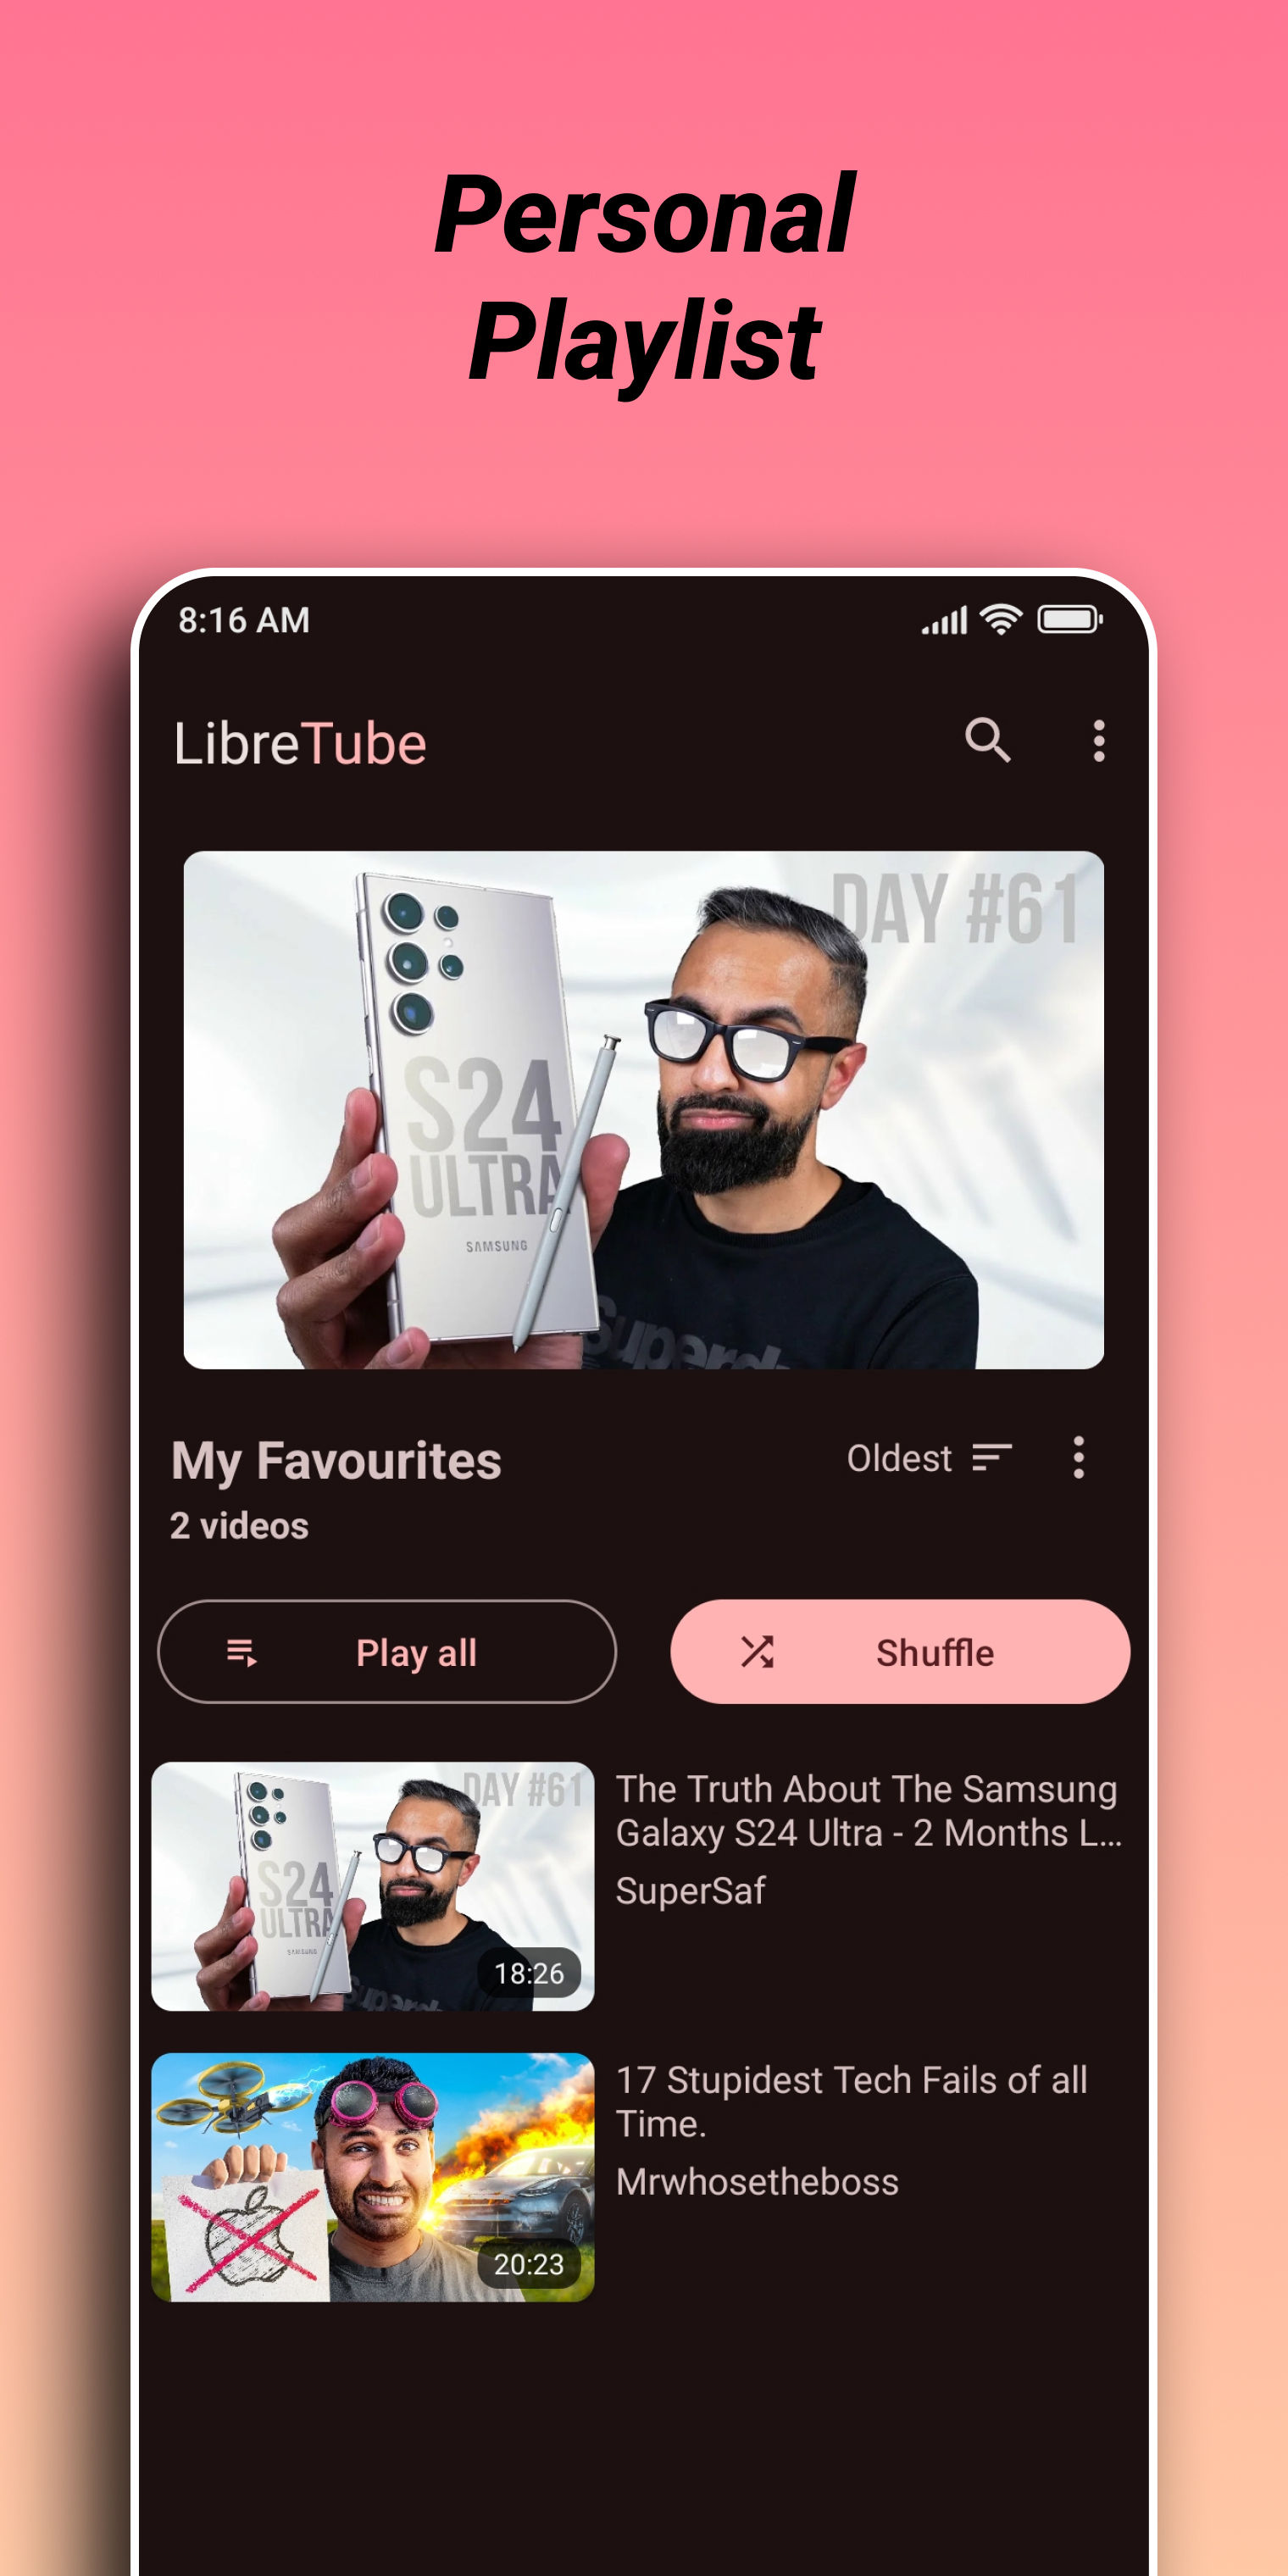 Personal
Playlist
8:16 AM
LibreTube
DAY #61
S24
ULTRA
SAMSUNG
My Favourites
Oldest
2 videos
Play all
Shuffle
DAY #61
S24
ULTRA
SAMSUNG
18:26
The Truth About The Samsung
Galaxy S24 Ultra - 2 Months L...
SuperSaf
20:23
17 Stupidest Tech Fails of all
Time.
Mrwhosetheboss